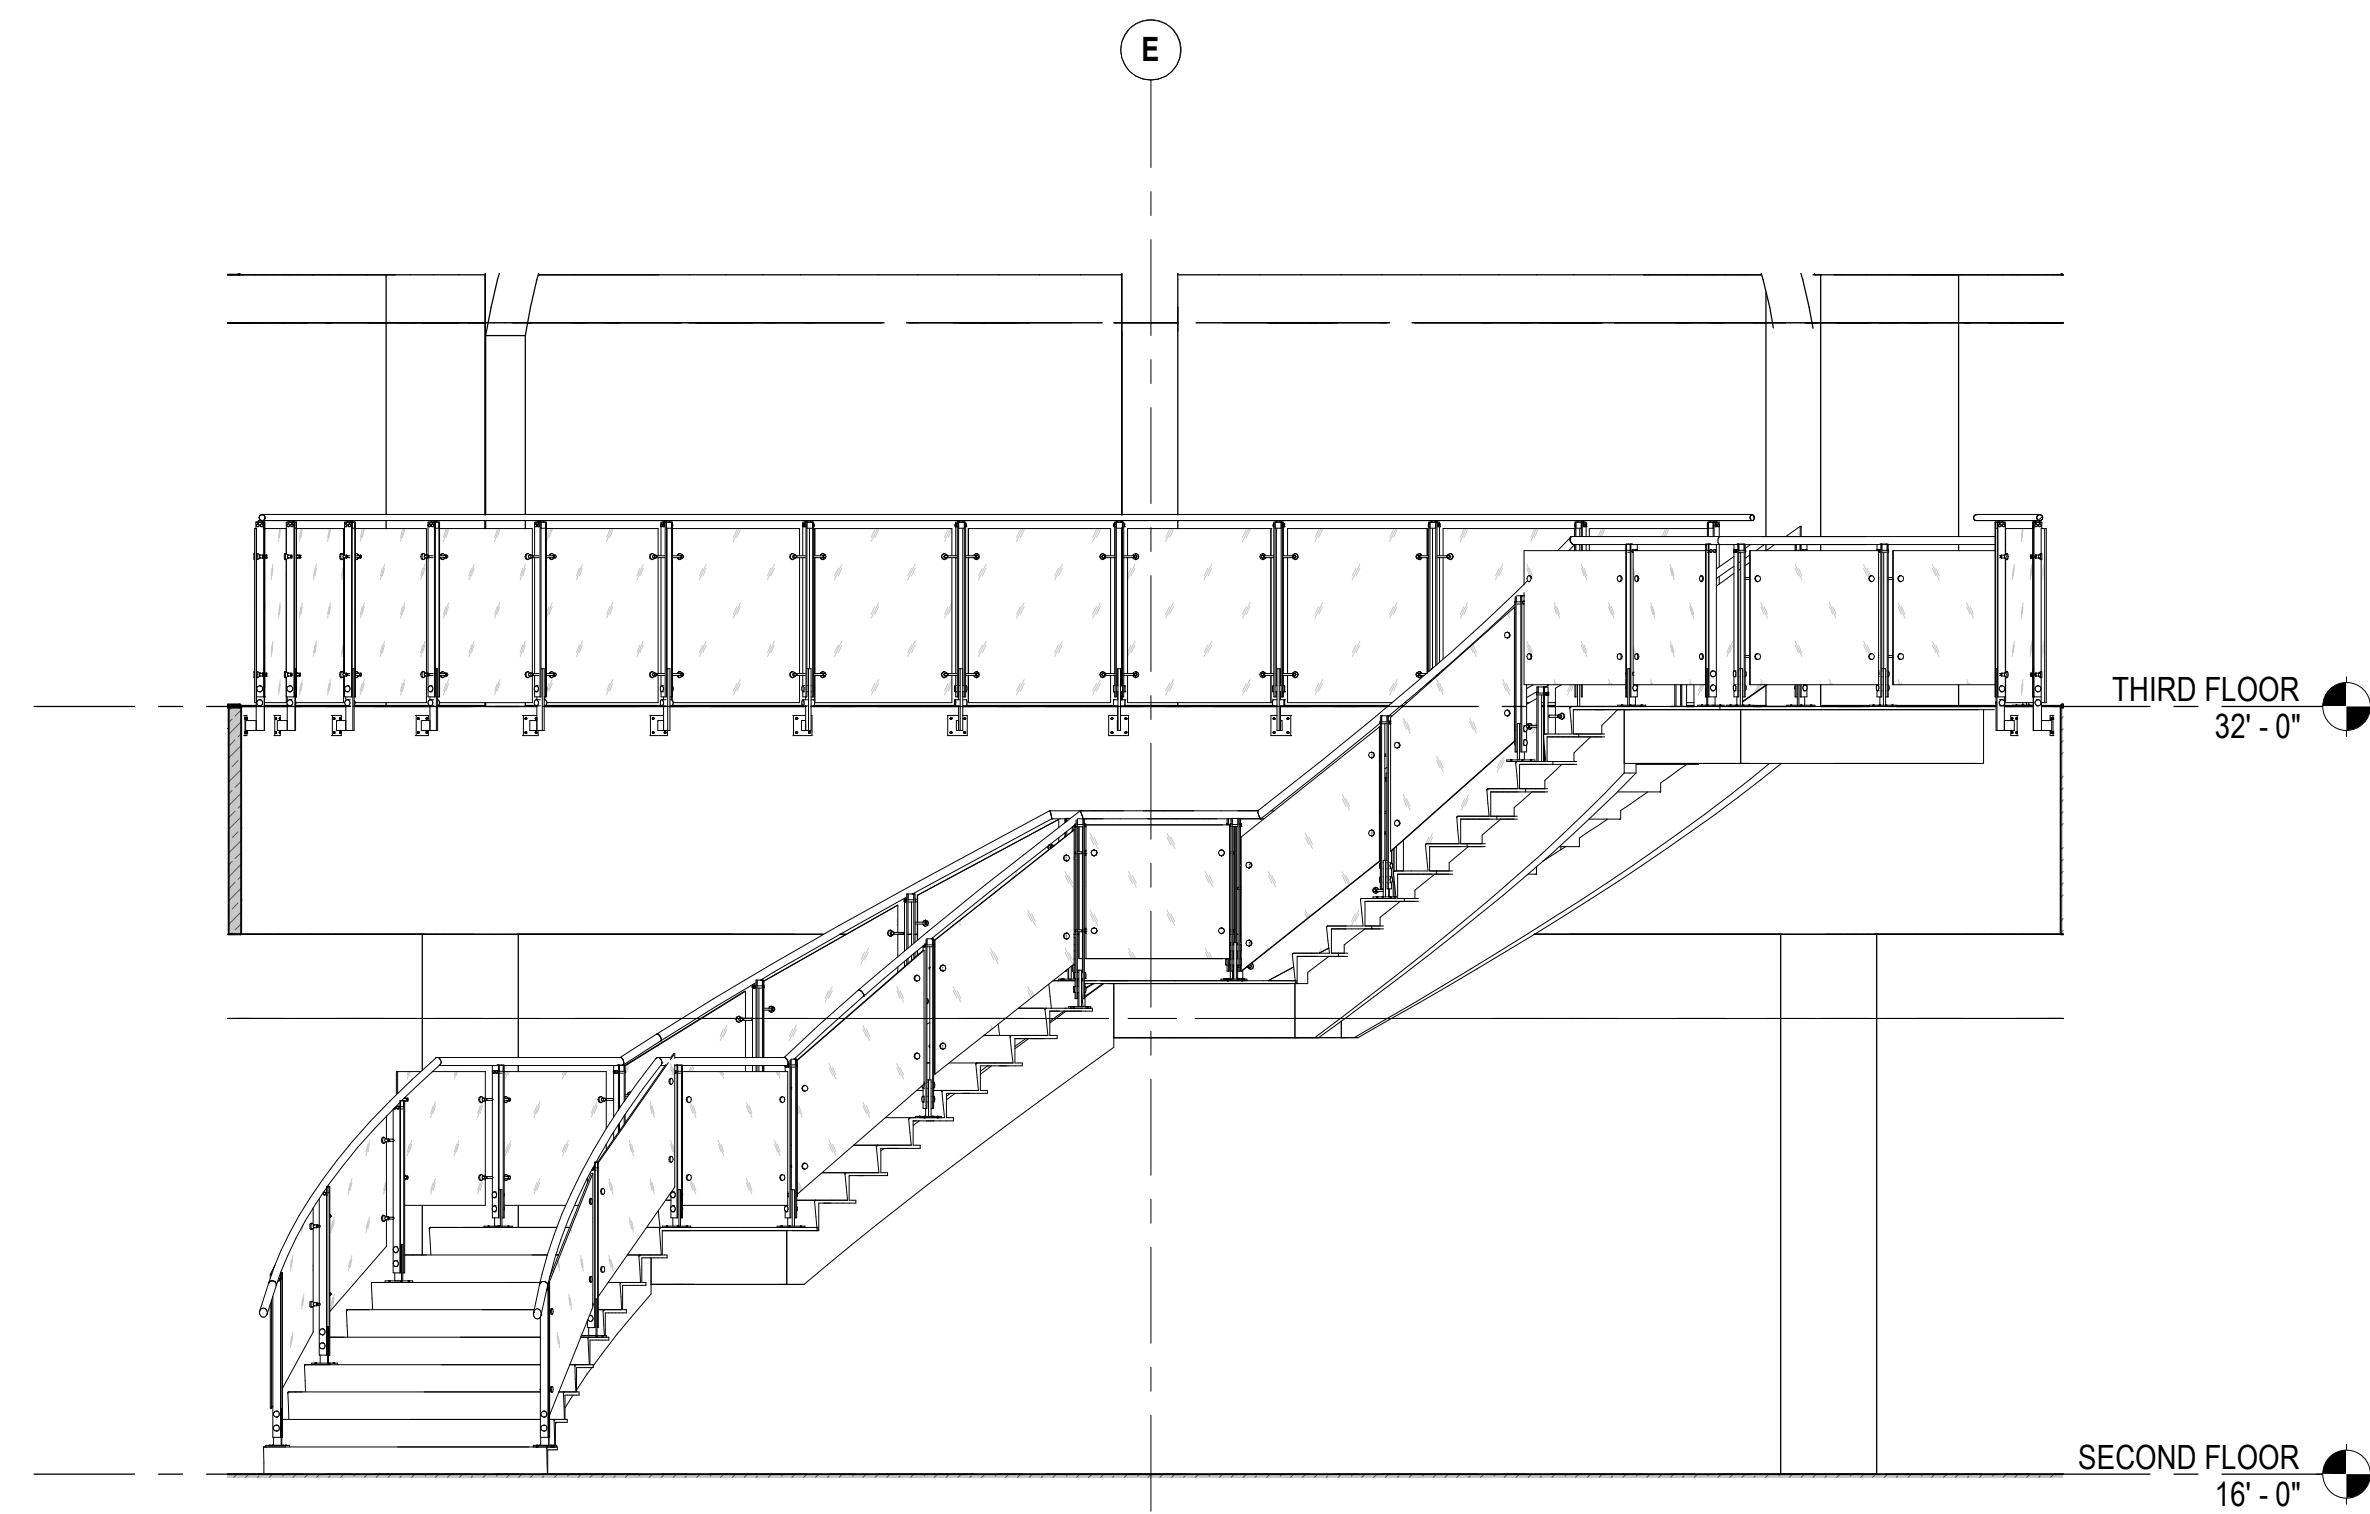 E
THIRD FLOOR
32' - 0"
SECOND FLOOR
16' - 0"